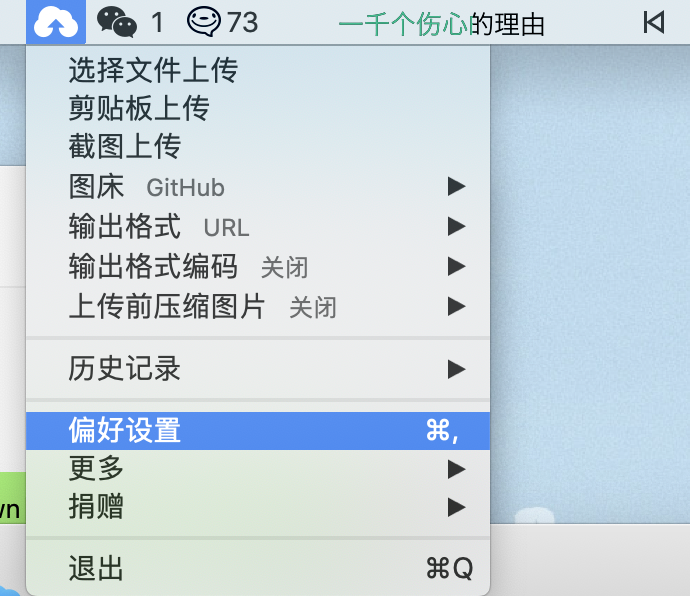 1 73 一千个伤心的理由
选择文件上传
剪贴板上传
截图上传
图床 GitHub
输出格式 URL
输出格式编码 关闭
上传前压缩图片 关闭
历史记录
偏好设置 ⌘,
更多
捐赠
wn
退出 ⌘Q